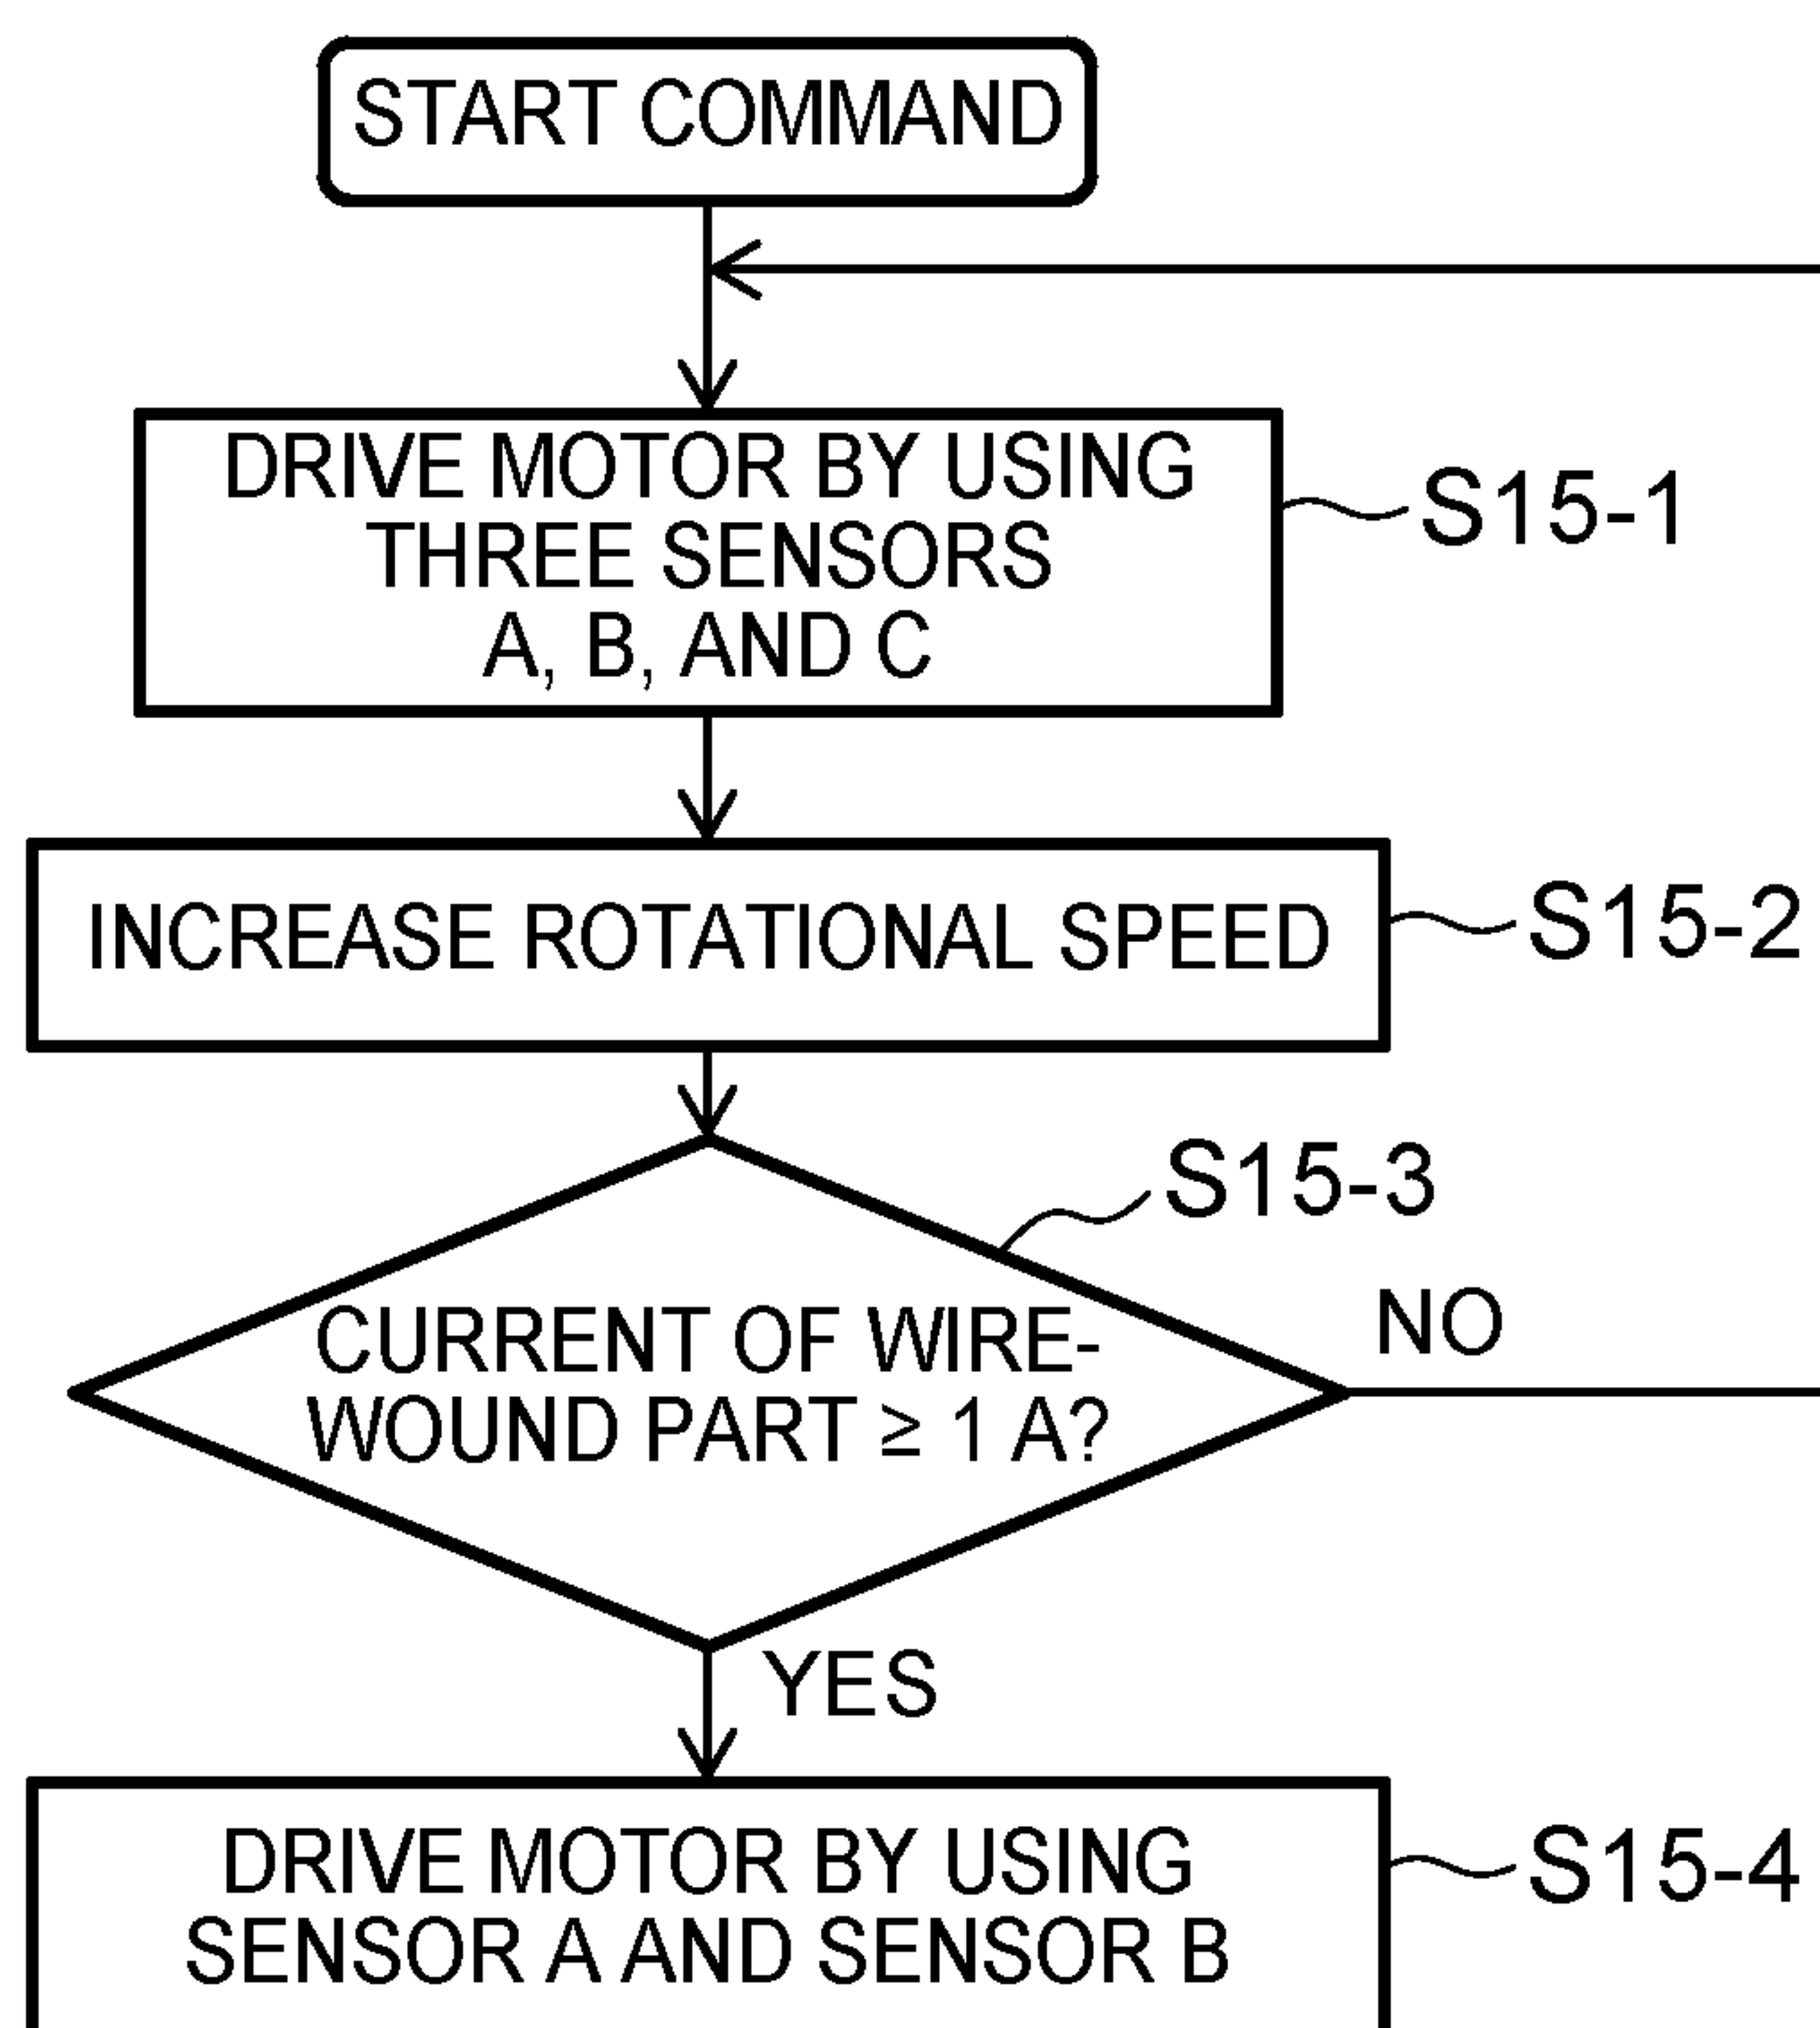 START COMMAND
DRIVE MOTOR BY USING
THREE SENSORS
A, B, AND C
S15-1
INCREASE ROTATIONAL SPEED
S15-2
S15-3
CURRENT OF WIRE-
WOUND PART ≥ 1 A?
NO
YES
DRIVE MOTOR BY USING
SENSOR A AND SENSOR B
S15-4